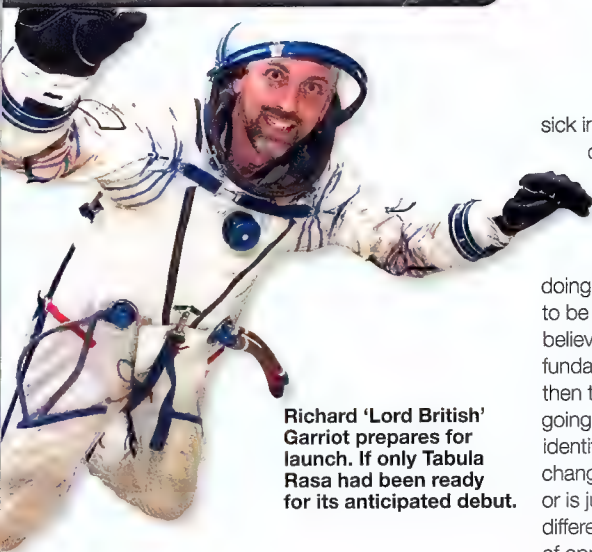 Richard 'Lord British'
Garriot prepares for
launch. If only Tabula
Rasa had been ready
for its anticipated debut.
sick in
doing
to be
believ
funda
then t
going
identi
chang
or is ju
differe